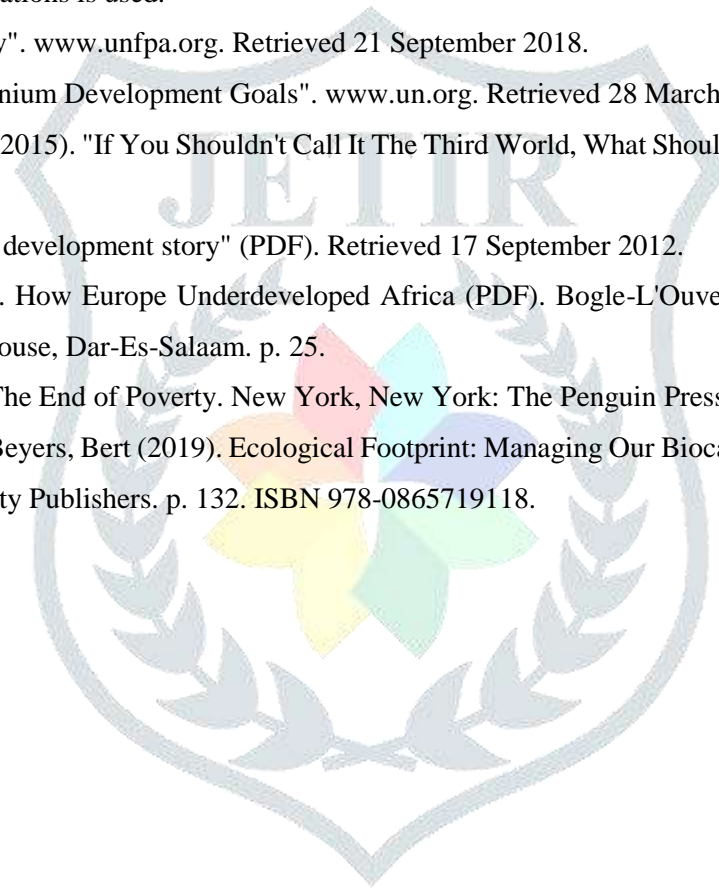 ations is used.
y". www.unfpa.org. Retrieved 21 September 2018.
nium Development Goals". www.un.org. Retrieved 28 March
2015). "If You Shouldn't Call It The Third World, What Shoul
JETIR
development story" (PDF). Retrieved 17 September 2012.
. How Europe Underdeveloped Africa (PDF). Bogle-L'Ouve
ouse, Dar-Es-Salaam. p. 25.
The End of Poverty. New York, New York: The Penguin Press
Beyers, Bert (2019). Ecological Footprint: Managing Our Bioca
ty Publishers. p. 132. ISBN 978-0865719118.